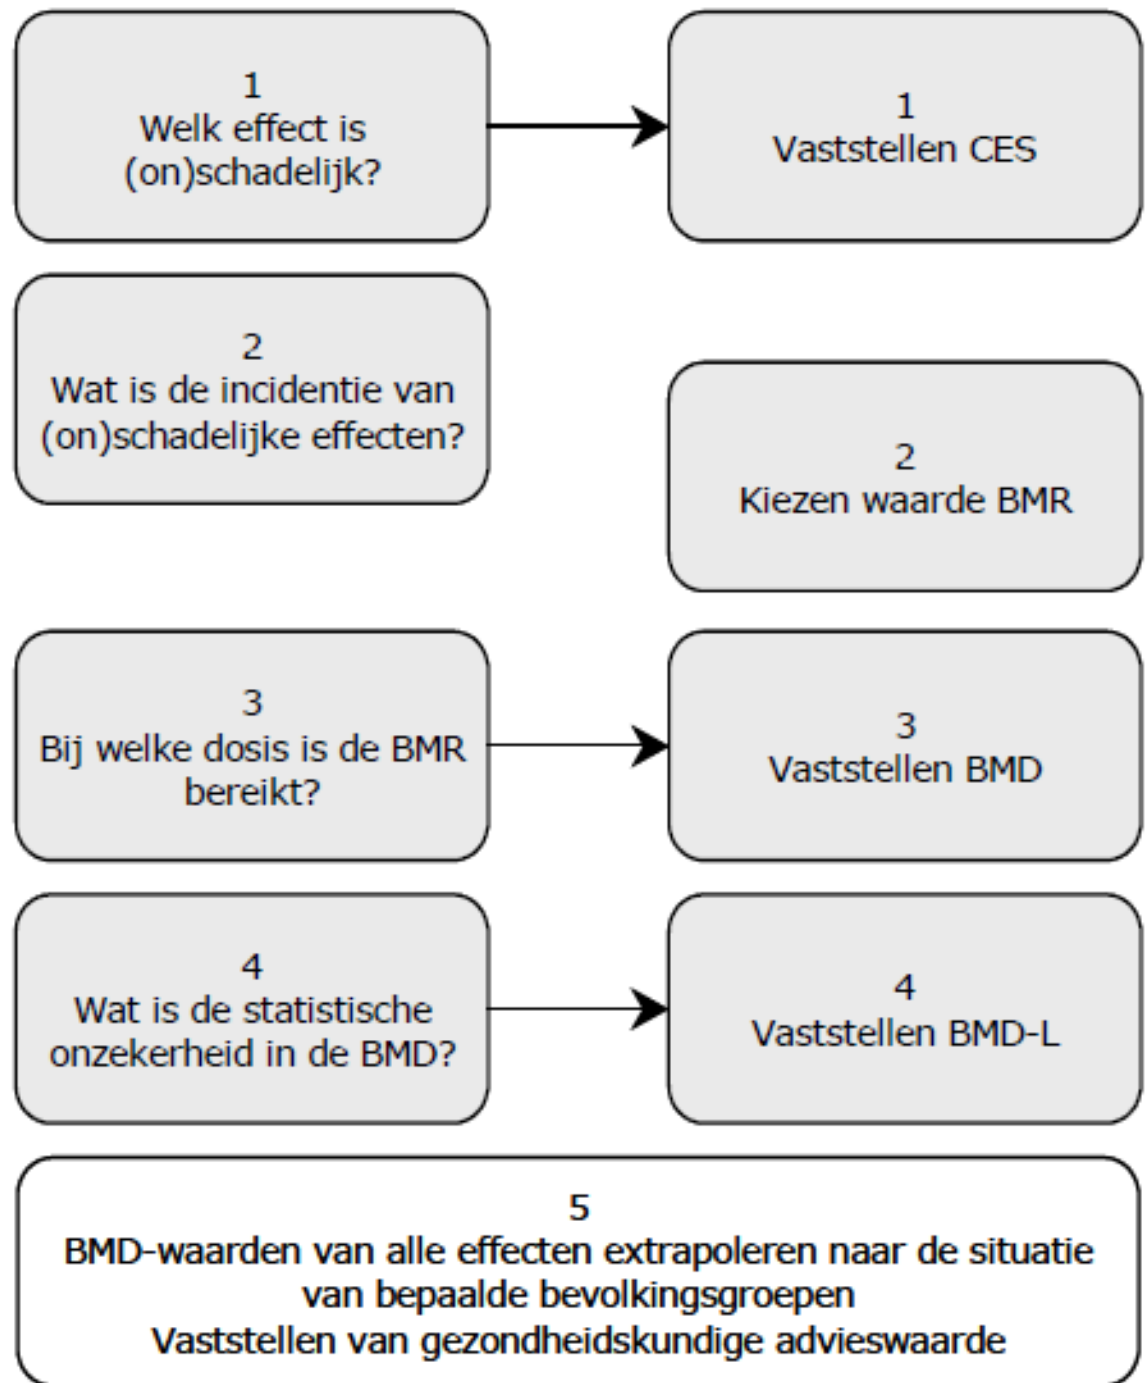 1
Welk effect is
(on)schadelijk?
1
Vaststellen CES
2
Wat is de incidentie van
(on)schadelijke effecten?
2
Kiezen waarde BMR
3
Bij welke dosis is de BMR
bereikt?
3
Vaststellen BMD
4
Wat is de statistische
onzekerheid in de BMD?
4
Vaststellen BMD-L
5
BMD-waarden van alle effecten extrapoleren naar de situatie
van bepaalde bevolkingsgroepen
Vaststellen van gezondheidskundige advieswaarde